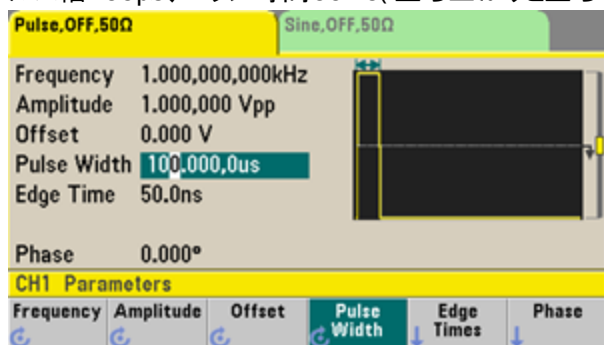 Pulse,OFF,50Ω
Sine,OFF,50Ω
Frequency 1.000,000,000kHz
Amplitude 1.000,000 Vpp
Offset 0.000 V
Pulse Width 100.000,0us
Edge Time 50.0ns
Phase 0.000°
CH1 Parameters
Frequency Amplitude Offset Pulse Width Edge Times Phase